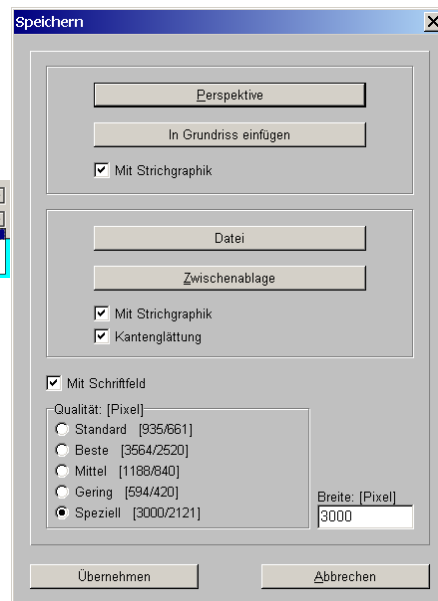 Speichern
Perspektive
In Grundriss einfügen
Mit Strichgraphik
Datei
Zwischenablage
Mit Strichgraphik
Kantenglättung
Mit Schriftfeld
Qualität: [Pixel]
Standard [935/661]
Beste [3564/2520]
Mittel [1188/840]
Gering [594/420]
Speziell [3000/2121]
Breite: [Pixel]
3000
Übernehmen
Abbrechen